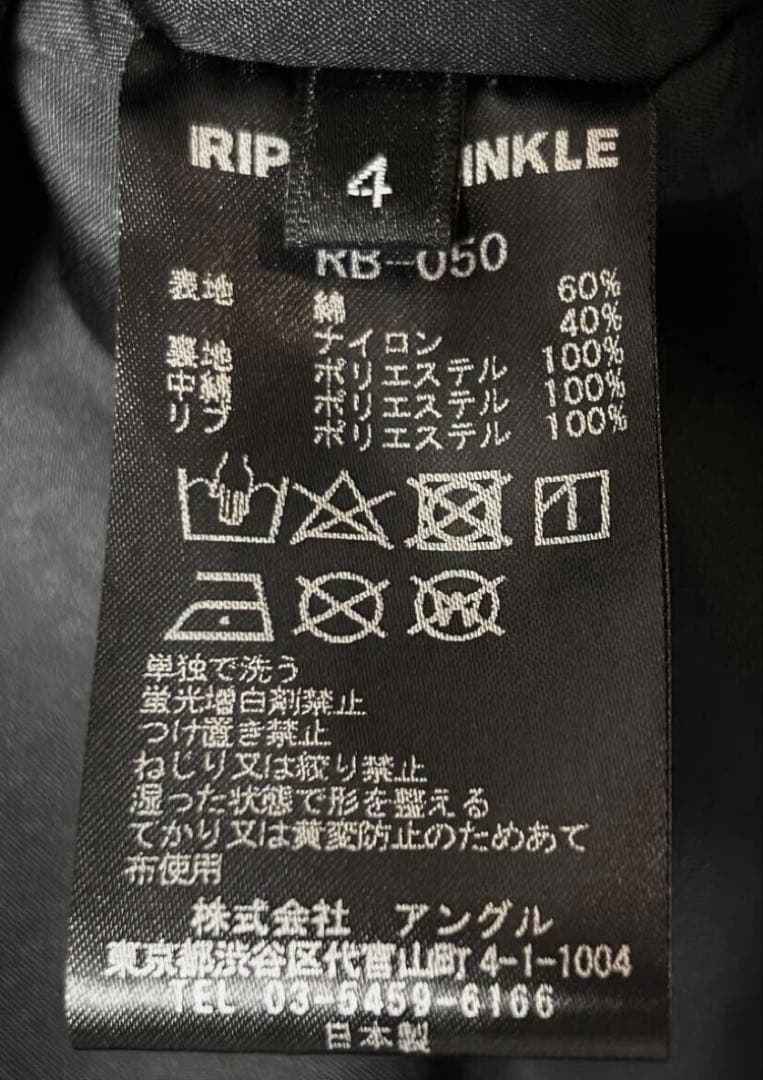 RIP INKLE
4
RB-050
表地 綿 60%
ナイロン 40%
裏地 ポリエステル 100%
中綿 ポリエステル 100%
リブ ポリエステル 100%
単独で洗う
蛍光増白剤禁止
つけ置き禁止
ねじり又は絞り禁止
湿った状態で形を整える
てかり又は黄変防止のためあて
布使用
株式会社 アングル
東京都渋谷区代官山町4-1-1004
TEL 03-5459-6166
日本製